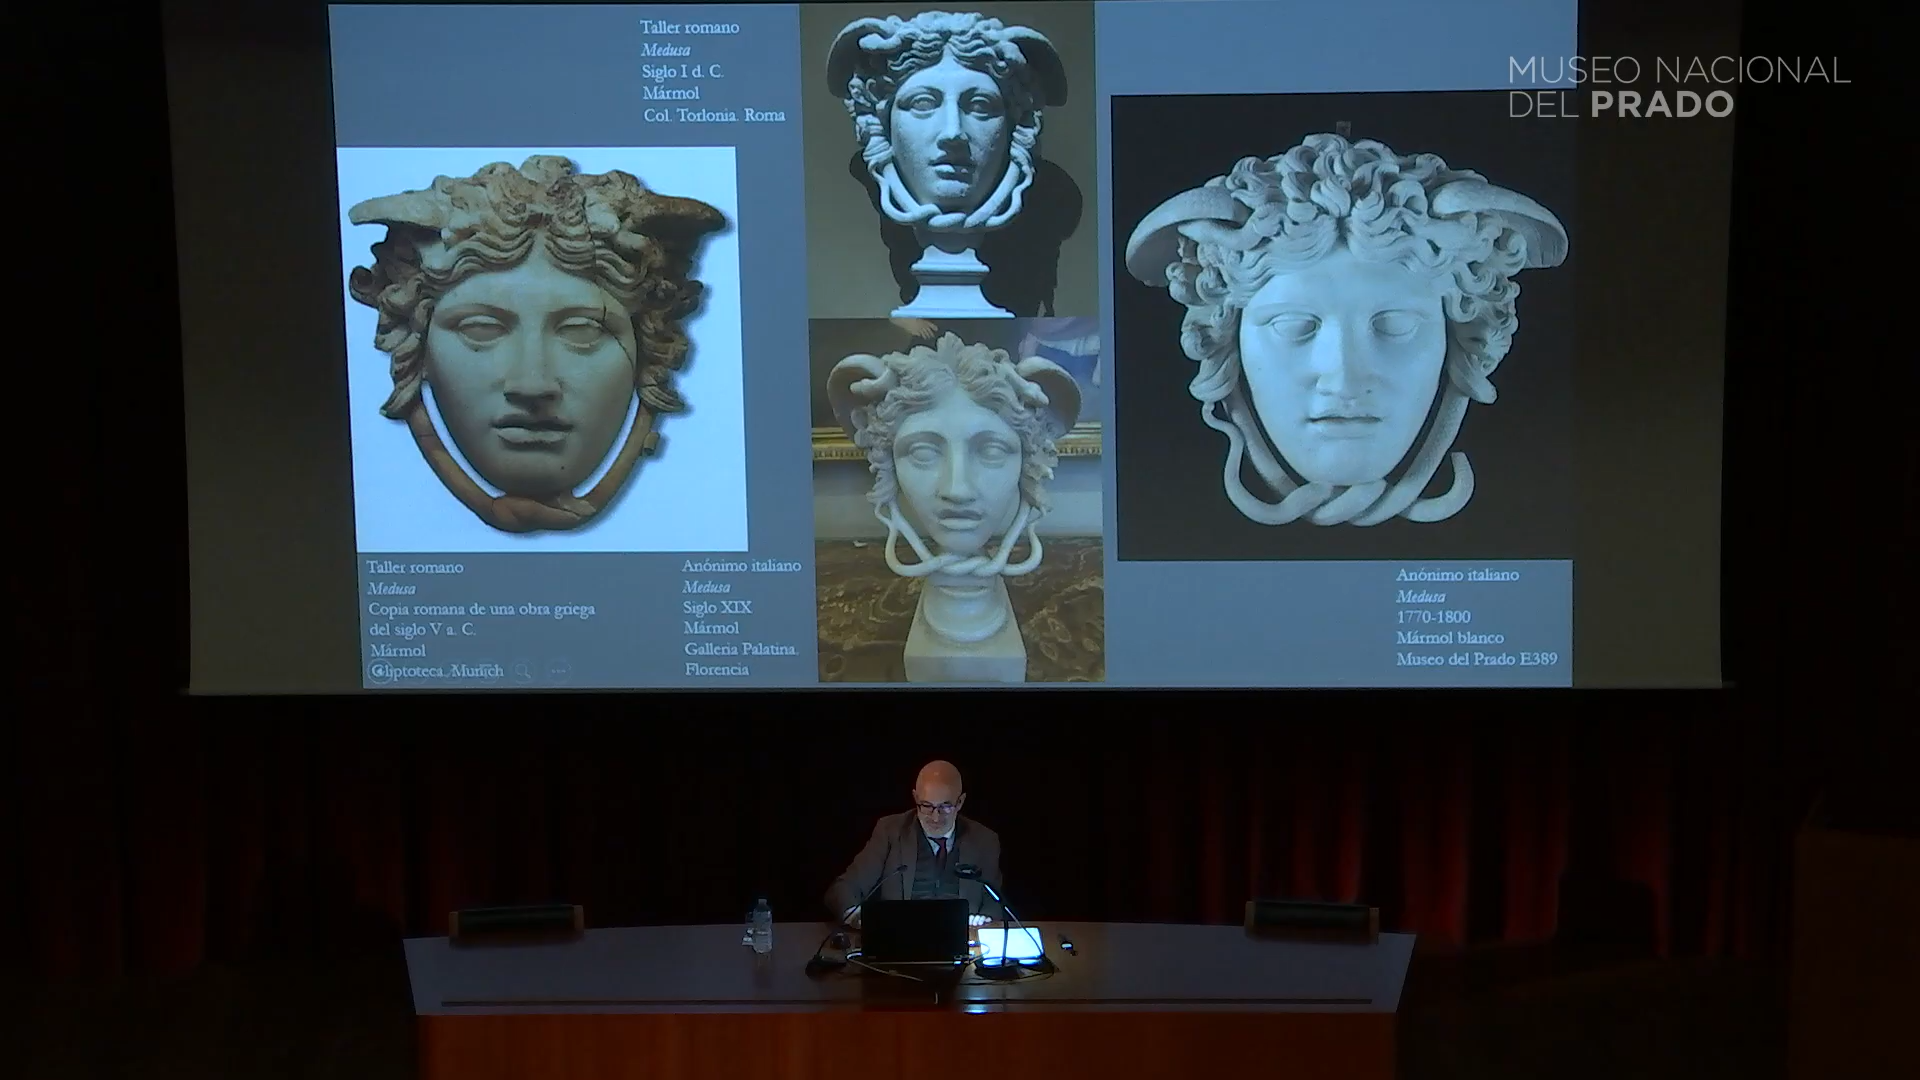 Taller romano
Medusa
Siglo I d. C.
Mármol
Col. Torlonia. Roma
MUSEO NACIONAL
DEL PRADO
Taller romano
Medusa
Copia romana de una obra griega
del siglo V a. C.
Mármol
Gliptoteca. Munich
Anónimo italiano
Medusa
Siglo XIX
Mármol
Galleria Palatina.
Florencia
Anónimo italiano
Medusa
1770-1800
Mármol blanco
Museo del Prado E389